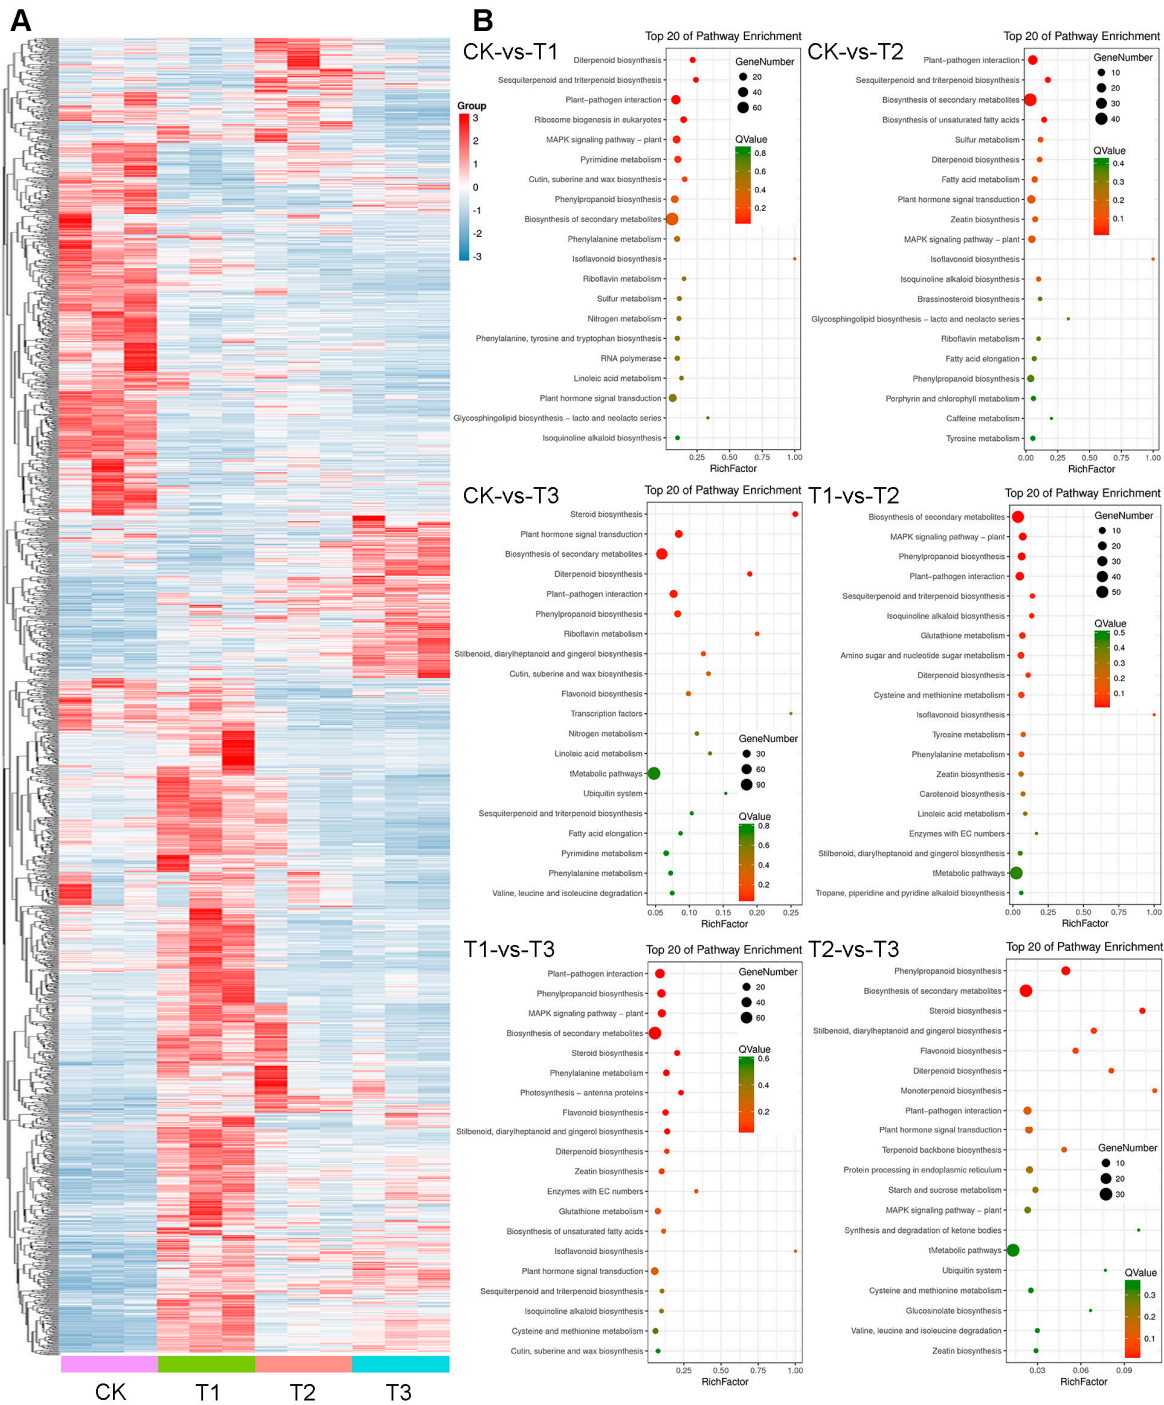 A
Group
3
2
1
0
-1
-2
-3
CK
T1
T2
T3
B
CK-vs-T1
Top 20 of Pathway Enrichment
Diterpenoid biosynthesis
Sesquiterpenoid and triterpenoid biosynthesis
Plant−pathogen interaction
Ribosome biogenesis in eukaryotes
MAPK signaling pathway − plant
Pyrimidine metabolism
Cutin, suberine and wax biosynthesis
Phenylpropanoid biosynthesis
Biosynthesis of secondary metabolites
Phenylalanine metabolism
Isoflavonoid biosynthesis
Riboflavin metabolism
Sulfur metabolism
Nitrogen metabolism
Phenylalanine, tyrosine and tryptophan biosynthesis
RNA polymerase
Linoleic acid metabolism
Plant hormone signal transduction
Glycosphingolipid biosynthesis − lacto and neolacto series
Isoquinoline alkaloid biosynthesis
GeneNumber
20
40
60
QValue
0.8
0.6
0.4
0.2
0.25 0.50 0.75 1.00
RichFactor
CK-vs-T2
Top 20 of Pathway Enrichment
Plant−pathogen interaction
Sesquiterpenoid and triterpenoid biosynthesis
Biosynthesis of secondary metabolites
Biosynthesis of unsaturated fatty acids
Sulfur metabolism
Diterpenoid biosynthesis
Fatty acid metabolism
Plant hormone signal transduction
Zeatin biosynthesis
MAPK signaling pathway − plant
Isoflavonoid biosynthesis
Isoquinoline alkaloid biosynthesis
Brassinosteroid biosynthesis
Glycosphingolipid biosynthesis − lacto and neolacto series
Riboflavin metabolism
Fatty acid elongation
Phenylpropanoid biosynthesis
Porphyrin and chlorophyll metabolism
Caffeine metabolism
Tyrosine metabolism
GeneNumber
10
20
30
40
QValue
0.4
0.3
0.2
0.1
0.00 0.25 0.50 0.75 1.00
RichFactor
CK-vs-T3
Top 20 of Pathway Enrichment
Steroid biosynthesis
Plant hormone signal transduction
Biosynthesis of secondary metabolites
Diterpenoid biosynthesis
Plant−pathogen interaction
Phenylpropanoid biosynthesis
Riboflavin metabolism
Stilbenoid, diarylheptanoid and gingerol biosynthesis
Cutin, suberine and wax biosynthesis
Flavonoid biosynthesis
Transcription factors
Nitrogen metabolism
Linoleic acid metabolism
tMetabolic pathways
Ubiquitin system
Sesquiterpenoid and triterpenoid biosynthesis
Fatty acid elongation
Pyrimidine metabolism
Phenylalanine metabolism
Valine, leucine and isoleucine degradation
GeneNumber
30
60
90
QValue
0.8
0.6
0.4
0.2
0.05 0.10 0.15 0.20 0.25
RichFactor
T1-vs-T2
Top 20 of Pathway Enrichment
Biosynthesis of secondary metabolites
MAPK signaling pathway − plant
Phenylpropanoid biosynthesis
Plant−pathogen interaction
Sesquiterpenoid and triterpenoid biosynthesis
Isoquinoline alkaloid biosynthesis
Glutathione metabolism
Amino sugar and nucleotide sugar metabolism
Diterpenoid biosynthesis
Cysteine and methionine metabolism
Isoflavonoid biosynthesis
Tyrosine metabolism
Phenylalanine metabolism
Zeatin biosynthesis
Carotenoid biosynthesis
Linoleic acid metabolism
Enzymes with EC numbers
Stilbenoid, diarylheptanoid and gingerol biosynthesis
tMetabolic pathways
Tropane, piperidine and pyridine alkaloid biosynthesis
GeneNumber
10
20
30
40
50
QValue
0.5
0.4
0.3
0.2
0.1
0.00 0.25 0.50 0.75 1.00
RichFactor
T1-vs-T3
Top 20 of Pathway Enrichment
Plant−pathogen interaction
Phenylpropanoid biosynthesis
MAPK signaling pathway − plant
Biosynthesis of secondary metabolites
Steroid biosynthesis
Phenylalanine metabolism
Photosynthesis − antenna proteins
Flavonoid biosynthesis
Stilbenoid, diarylheptanoid and gingerol biosynthesis
Diterpenoid biosynthesis
Zeatin biosynthesis
Enzymes with EC numbers
Glutathione metabolism
Biosynthesis of unsaturated fatty acids
Isoflavonoid biosynthesis
Plant hormone signal transduction
Sesquiterpenoid and triterpenoid biosynthesis
Isoquinoline alkaloid biosynthesis
Cysteine and methionine metabolism
Cutin, suberine and wax biosynthesis
GeneNumber
20
40
60
QValue
0.6
0.4
0.2
0.25 0.50 0.75 1.00
RichFactor
T2-vs-T3
Top 20 of Pathway Enrichment
Phenylpropanoid biosynthesis
Biosynthesis of secondary metabolites
Steroid biosynthesis
Stilbenoid, diarylheptanoid and gingerol biosynthesis
Flavonoid biosynthesis
Diterpenoid biosynthesis
Monoterpenoid biosynthesis
Plant−pathogen interaction
Plant hormone signal transduction
Terpenoid backbone biosynthesis
Protein processing in endoplasmic reticulum
Starch and sucrose metabolism
MAPK signaling pathway − plant
Synthesis and degradation of ketone bodies
tMetabolic pathways
Ubiquitin system
Cysteine and methionine metabolism
Glucosinolate biosynthesis
Valine, leucine and isoleucine degradation
Zeatin biosynthesis
GeneNumber
10
20
30
QValue
0.3
0.2
0.1
0.03 0.06 0.09
RichFactor